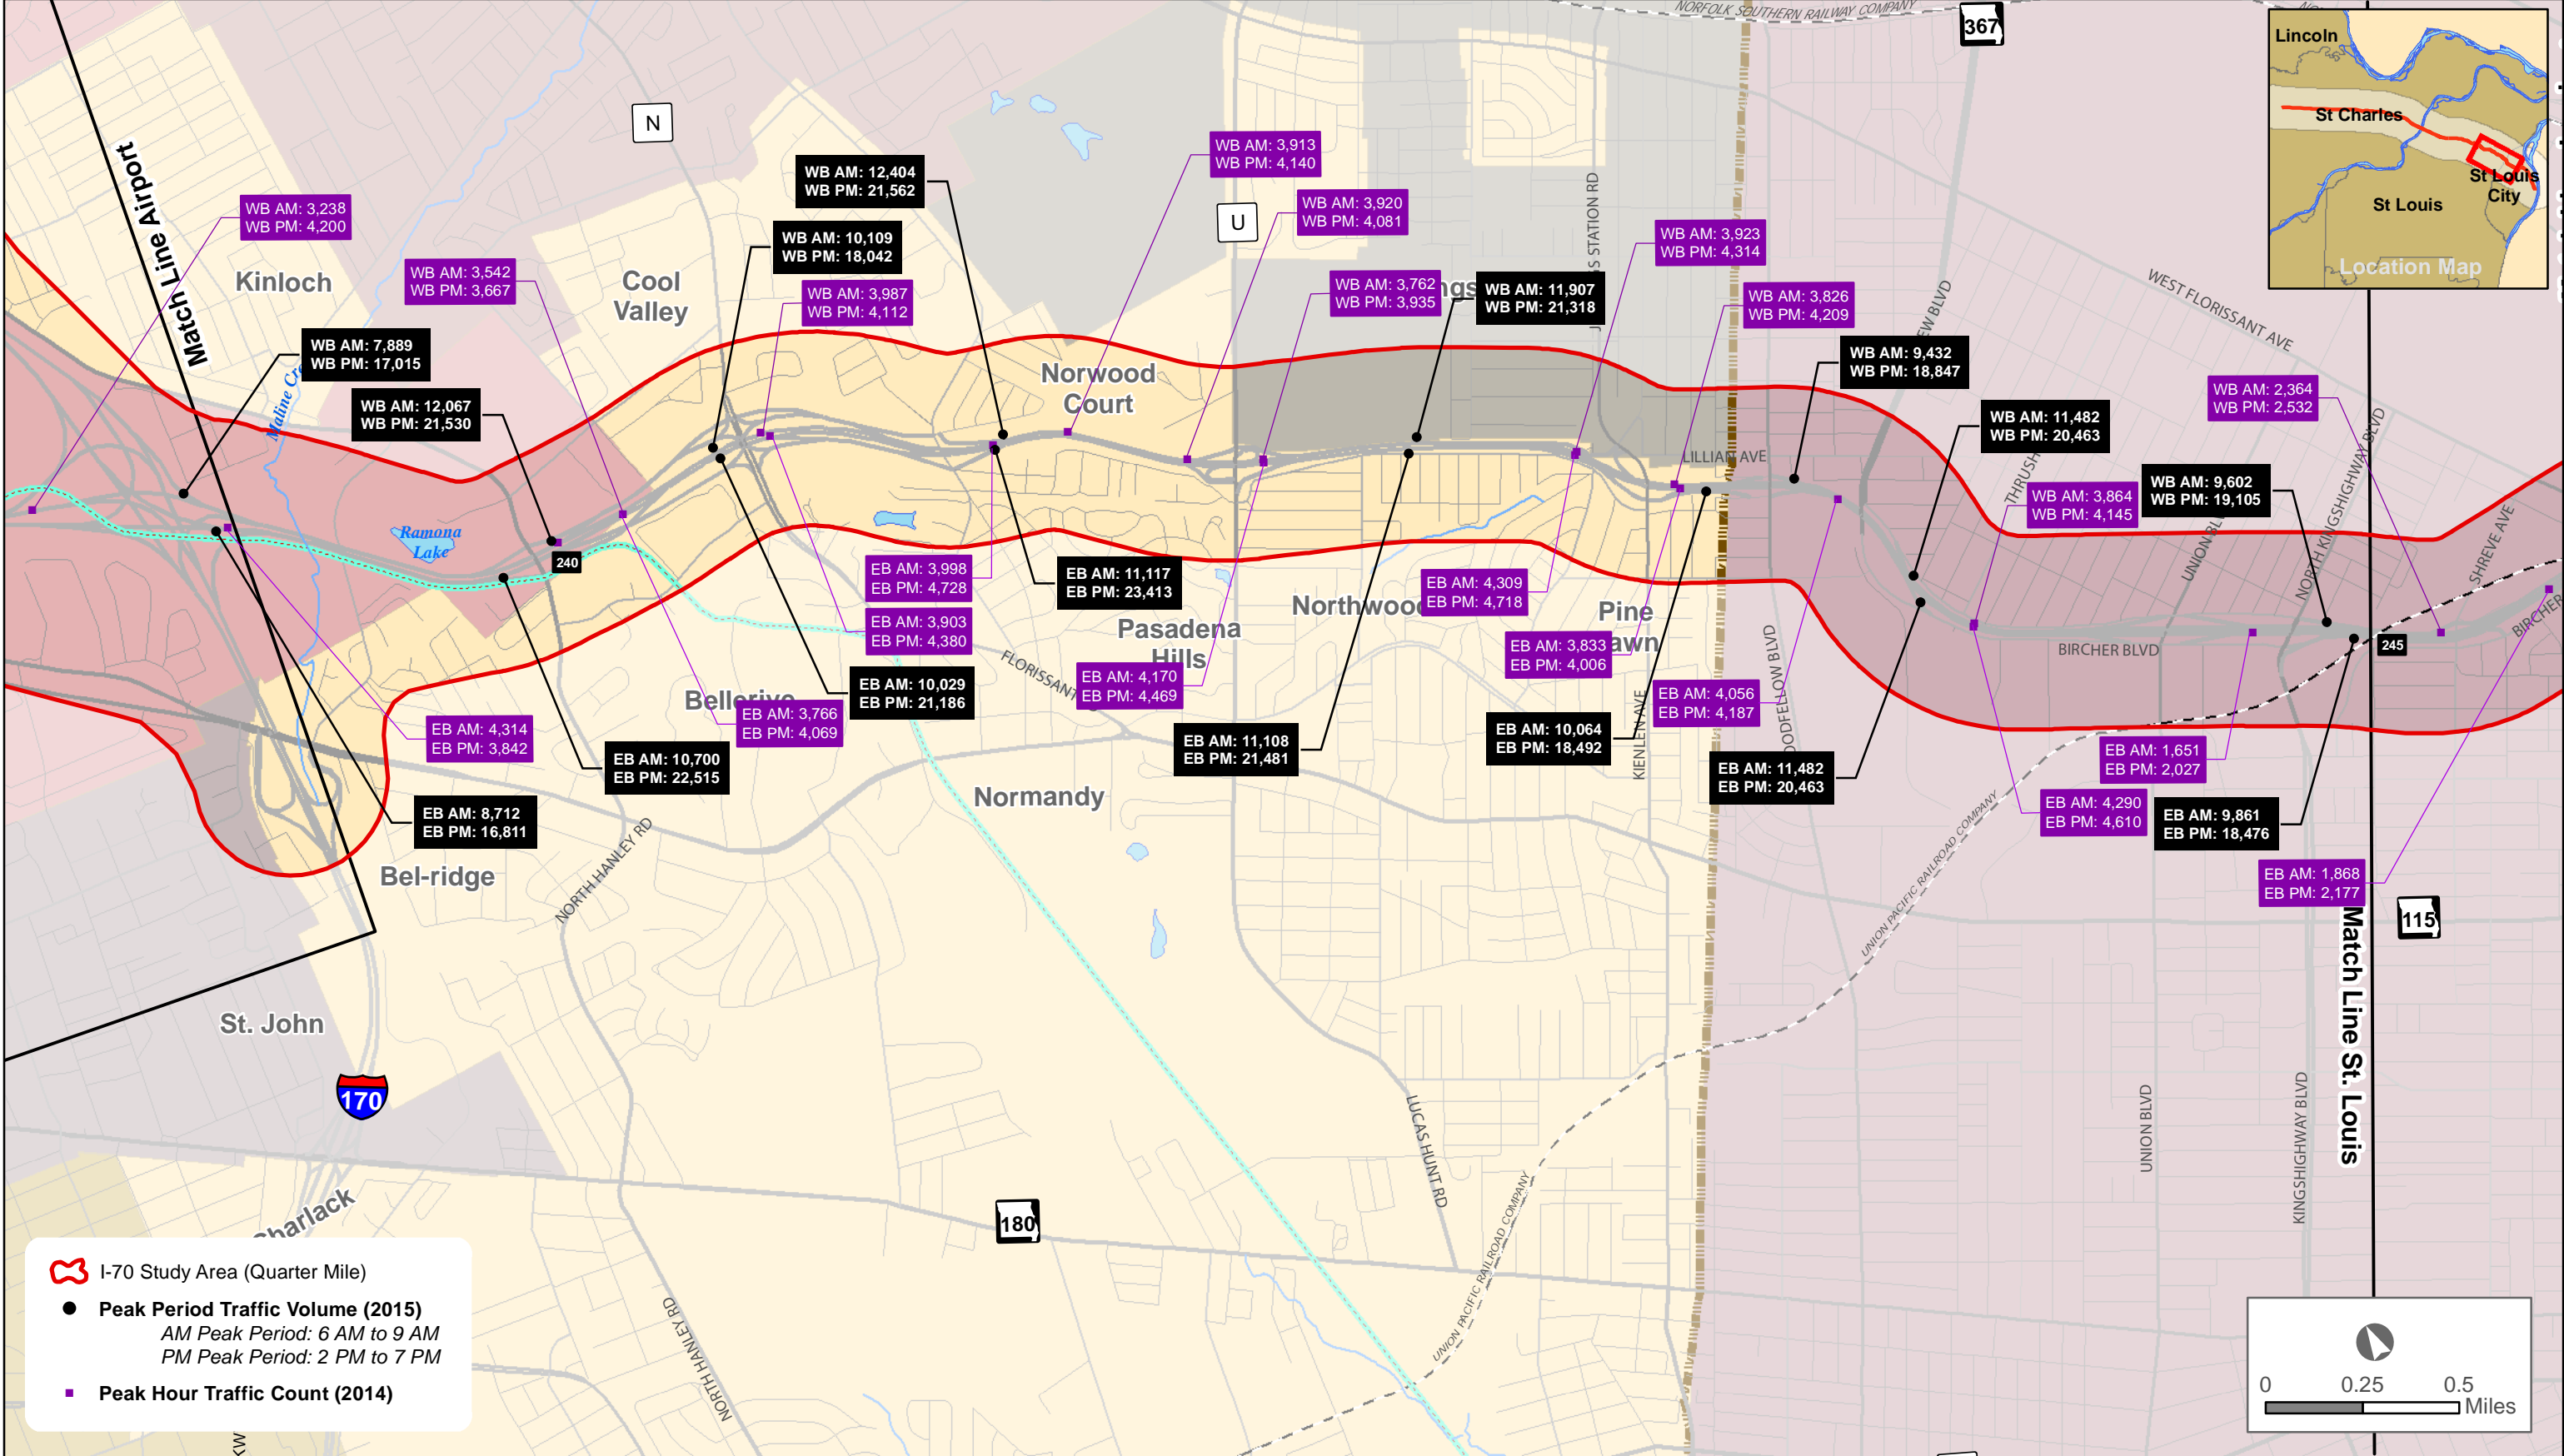 NORFOLK SOUTHERN RAILWAY COMPANY
367
Lincoln
St Charles
St Louis
City
St Louis
Location Map
N
U
Match Line Airport
Kinloch
Cool
Valley
Norwood
Court
WB AM: 3,238
WB PM: 4,200
WB AM: 3,542
WB PM: 3,667
WB AM: 12,404
WB PM: 21,562
WB AM: 10,109
WB PM: 18,042
WB AM: 3,987
WB PM: 4,112
WB AM: 3,913
WB PM: 4,140
WB AM: 3,920
WB PM: 4,081
WB AM: 3,762
WB PM: 3,935
WB AM: 11,907
WB PM: 21,318
WB AM: 3,923
WB PM: 4,314
WB AM: 3,826
WB PM: 4,209
WEST FLORISSANT AVE
WB AM: 7,889
WB PM: 17,015
WB AM: 12,067
WB PM: 21,530
WB AM: 9,432
WB PM: 18,847
WB AM: 11,482
WB PM: 20,463
WB AM: 2,364
WB PM: 2,532
WB AM: 3,864
WB PM: 4,145
WB AM: 9,602
WB PM: 19,105
Maline
LILLIAN AVE
NORTH KINGSHIGHWAY BLVD
SHREVE AVE
Ramona
Lake
240
245
BIRCHER BLVD
BIRCHER
EB AM: 3,998
EB PM: 4,728
EB AM: 3,903
EB PM: 4,380
EB AM: 11,117
EB PM: 23,413
Pasadena
Hills
EB AM: 4,309
EB PM: 4,718
Pine
EB AM: 3,833
EB PM: 4,006
EB AM: 4,170
EB PM: 4,469
FLORISSANT
EB AM: 10,029
EB PM: 21,186
EB AM: 3,766
EB PM: 4,069
EB AM: 4,314
EB PM: 3,842
EB AM: 10,700
EB PM: 22,515
EB AM: 8,712
EB PM: 16,811
EB AM: 11,108
EB PM: 21,481
EB AM: 10,064
EB PM: 18,492
KIENLEN AVE
EB AM: 4,056
EB PM: 4,187
EB AM: 11,482
EB PM: 20,463
EB AM: 1,651
EB PM: 2,027
EB AM: 4,290
EB PM: 4,610
EB AM: 9,861
EB PM: 18,476
EB AM: 1,868
EB PM: 2,177
115
Normandy
Bel-ridge
NORTH HANLEY RD
UNION PACIFIC RAILROAD COMPANY
St. John
170
Match Line St. Louis
LUCAS HUNT RD
UNION BLVD
KINGSHIGHWAY BLVD
180
UNION PACIFIC RAILROAD COMPANY
NORTH HANLEY RD
I-70 Study Area (Quarter Mile)
Peak Period Traffic Volume (2015)
AM Peak Period: 6 AM to 9 AM
PM Peak Period: 2 PM to 7 PM
Peak Hour Traffic Count (2014)
0 0.25 0.5
Miles